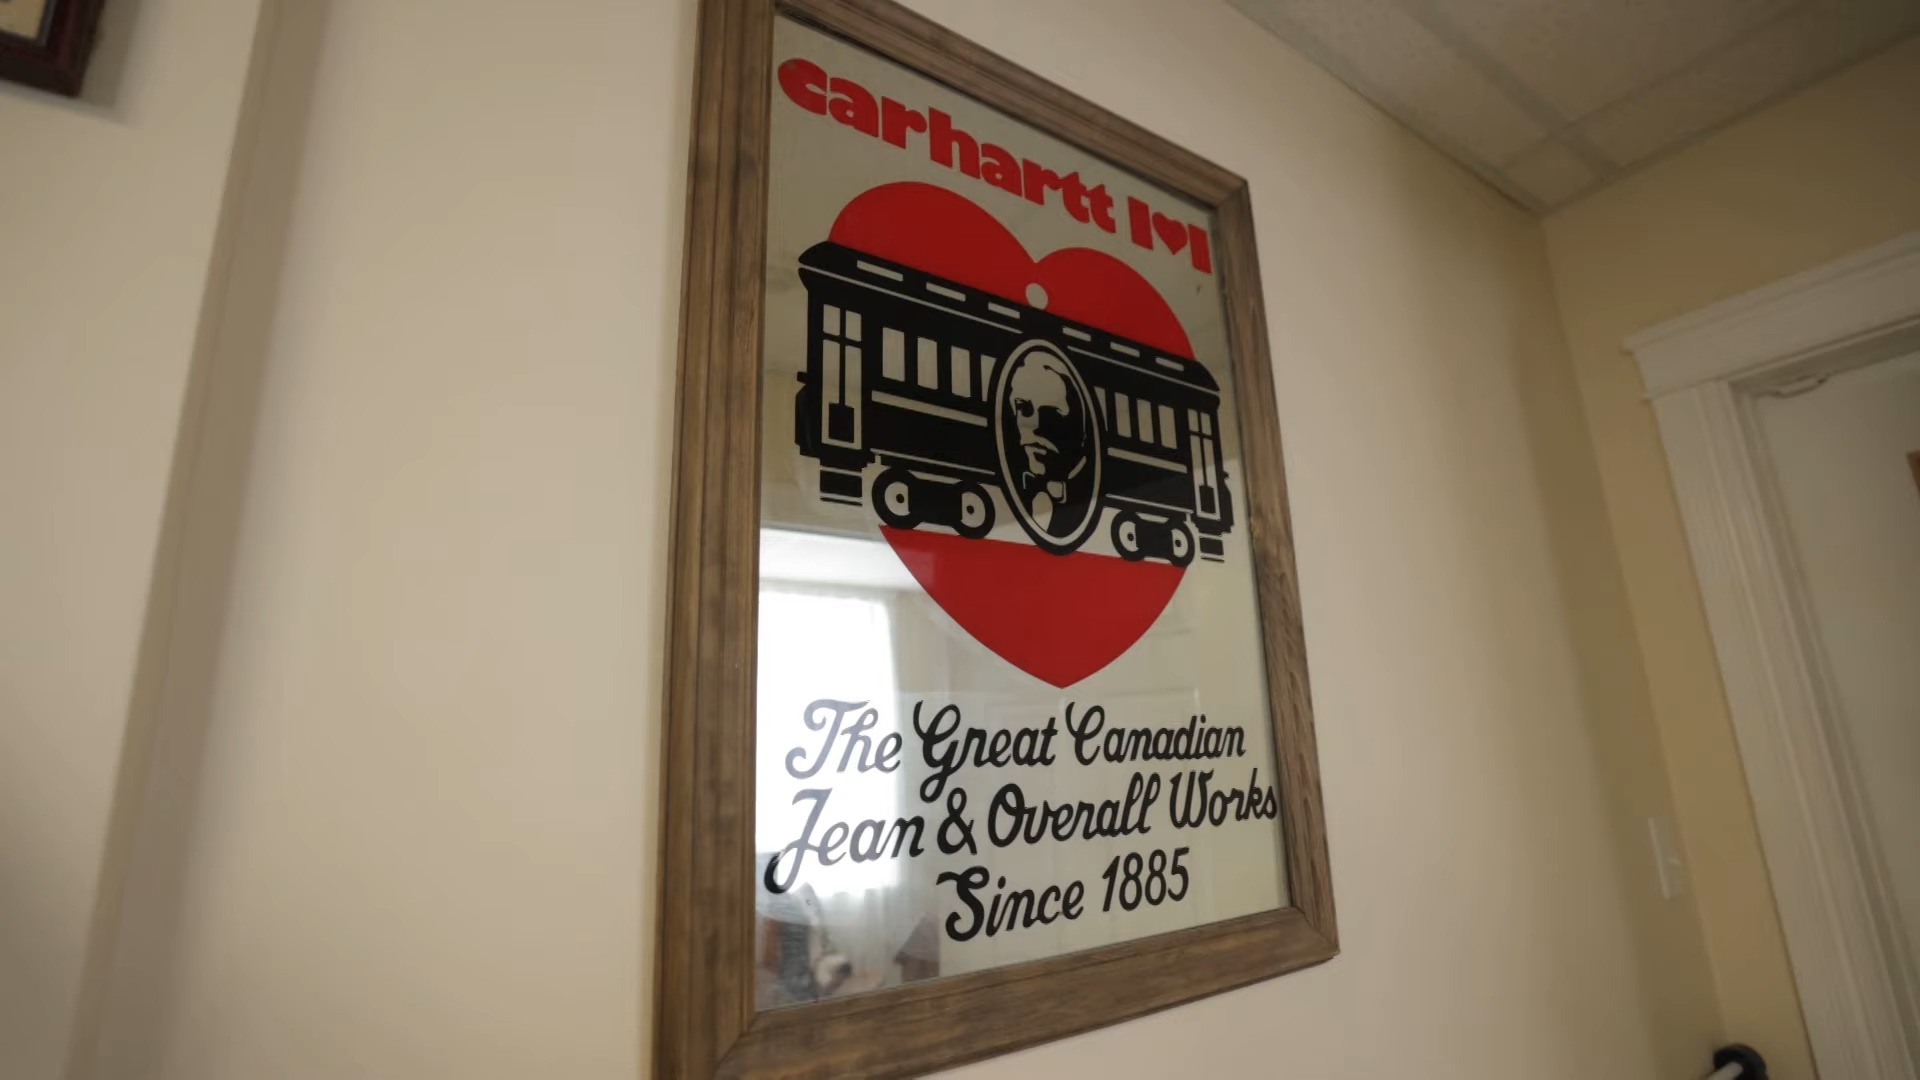 carhartt I♥I
The Great Canadian
Jean & Overall Works
Since 1885